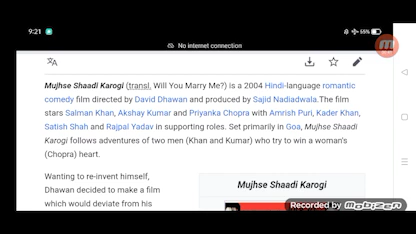 9:21
55%
No internet connection
Mujhse Shaadi Karogi (transl. Will You Marry Me?) is a 2004 Hindi-language romantic
comedy film directed by David Dhawan and produced by Sajid Nadiadwala.The film
stars Salman Khan, Akshay Kumar and Priyanka Chopra with Amrish Puri, Kader Khan,
Satish Shah and Rajpal Yadav in supporting roles. Set primarily in Goa, Mujhse Shaadi
Karogi follows adventures of two men (Khan and Kumar) who try to win a woman's
(Chopra) heart.
Wanting to re-invent himself,
Dhawan decided to make a film
which would deviate from his
Mujhse Shaadi Karogi
Recorded by Mobizen